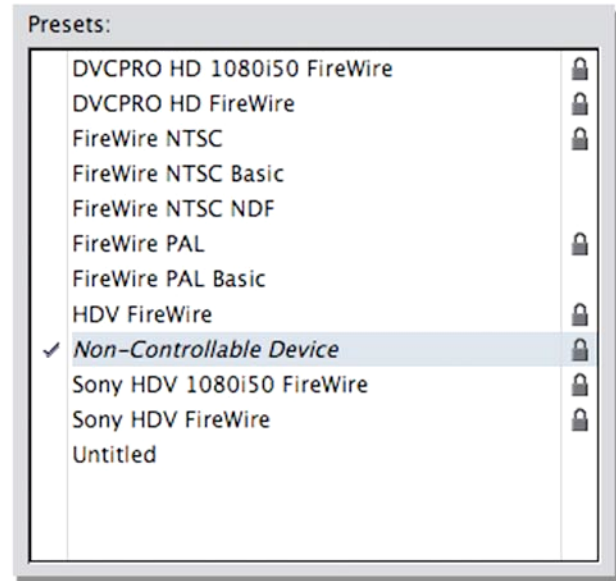 Presets:
DVCPRO HD 1080i50 FireWire
DVCPRO HD FireWire
FireWire NTSC
FireWire NTSC Basic
FireWire NTSC NDF
FireWire PAL
FireWire PAL Basic
HDV FireWire
Non-Controllable Device
Sony HDV 1080i50 FireWire
Sony HDV FireWire
Untitled